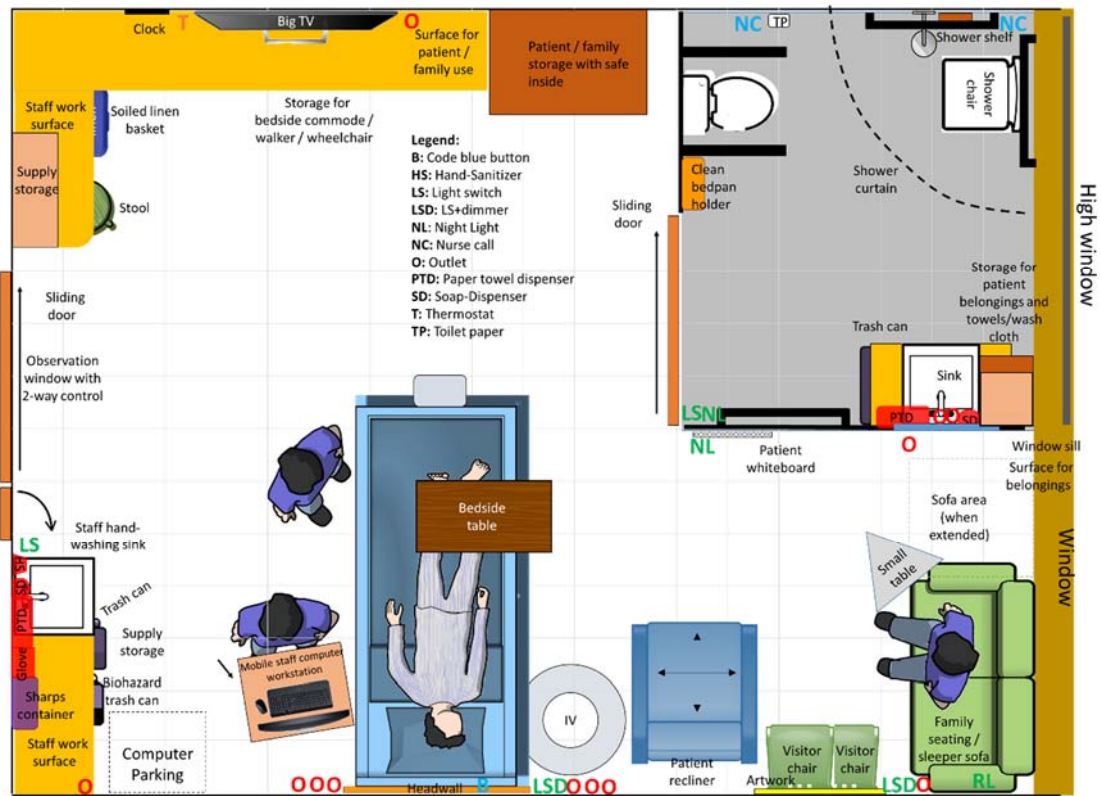 Clock
T
Big TV
O
Surface for
patient /
family use
Patient / family
storage with safe
inside
NC
TP
NC
Shower shelf
Shower
chair
Staff work
surface
Soiled linen
basket
Storage for
bedside commode /
walker / wheelchair
Supply
storage
Stool
Legend:
B: Code blue button
HS: Hand-Sanitizer
LS: Light switch
LSD: LS+dimmer
NL: Night Light
NC: Nurse call
O: Outlet
PTD: Paper towel dispenser
SD: Soap-Dispenser
T: Thermostat
TP: Toilet paper
Clean
bedpan
holder
Shower
curtain
Sliding
door
High window
Storage for
patient
belongings and
towels/wash
cloth
Trash can
Sink
PTD
SD
LSNL
NL
O
Patient
whiteboard
Window sill
Surface for
belongings
Sliding
door
Observation
window with
2-way control
Staff hand-
washing sink
LS
SH
SD
PTD
Glove
Trash can
Supply
storage
Sharps
container
Biohazard
trash can
Staff work
surface
Computer
Parking
O
Mobile staff computer
workstation
Bedside
table
Sofa area
(when
extended)
Small
table
Window
IV
OOO
Headwall
B
LSDOOO
Patient
recliner
Artwork
Visitor
chair
Visitor
chair
LSDO
Family
seating /
sleeper sofa
RL